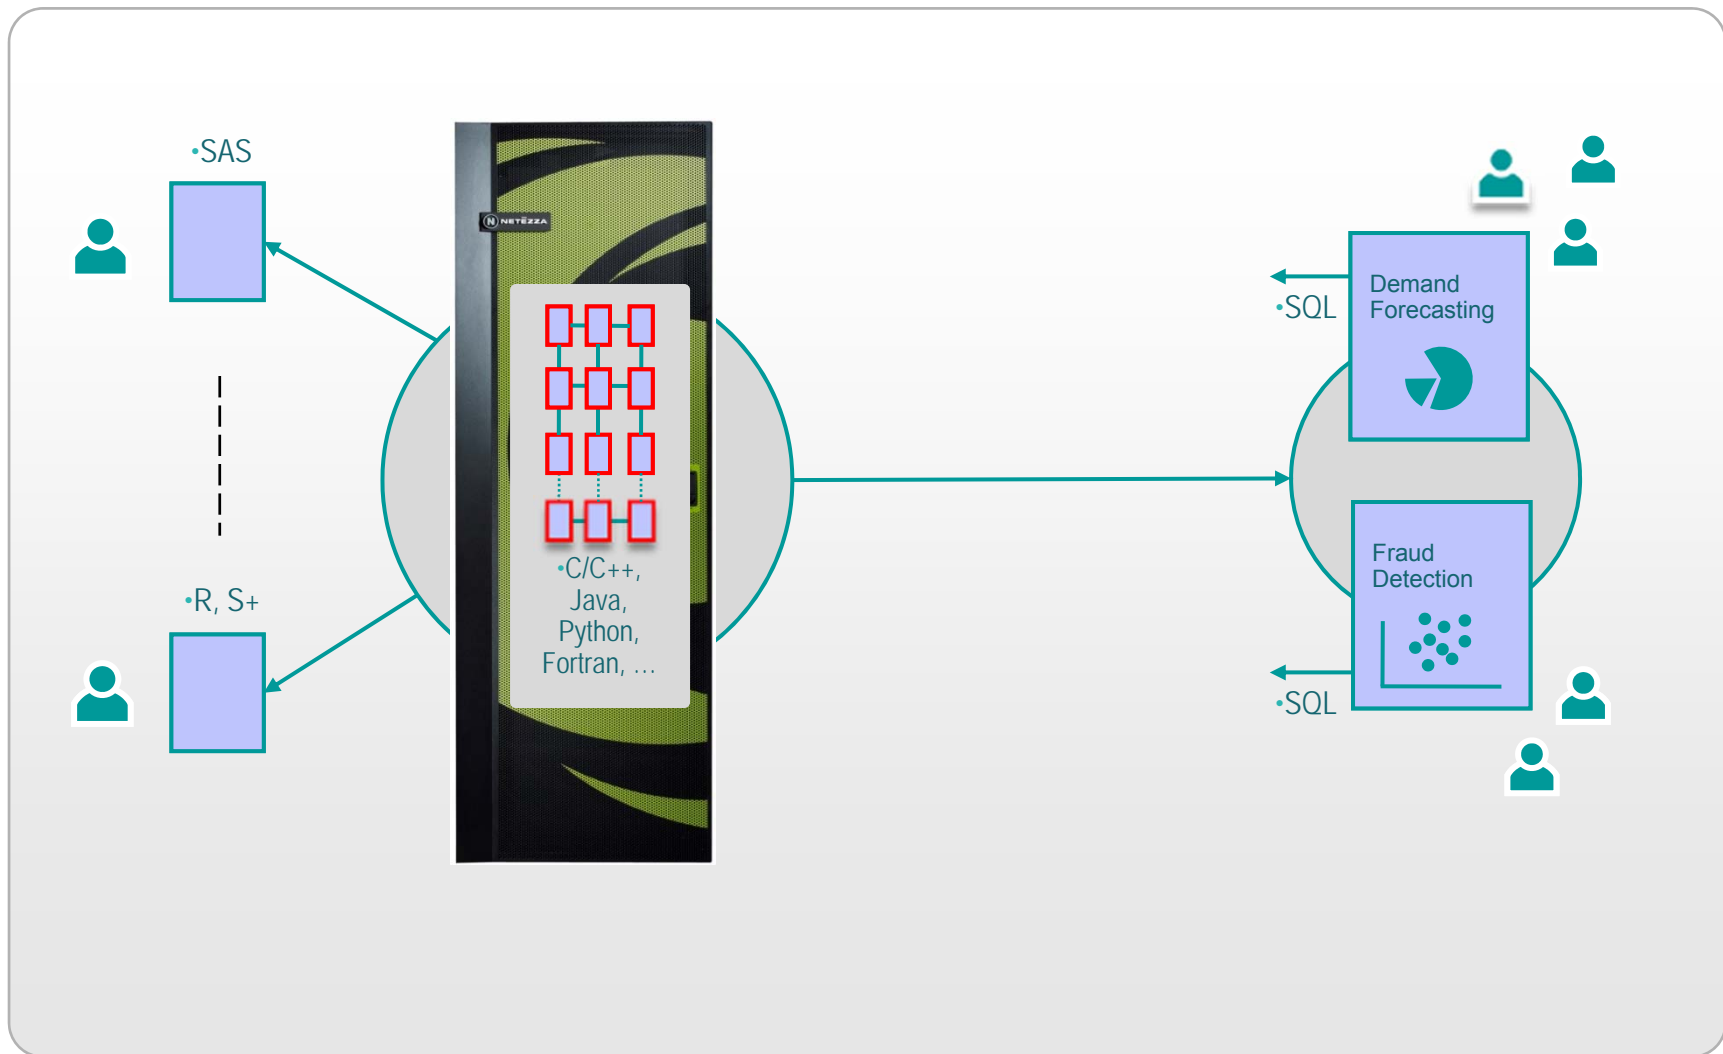 •SAS
•R, S+
N NETEZZA
•C/C++,
Java,
Python,
Fortran, ...
•SQL
Demand
Forecasting
•SQL
Fraud
Detection